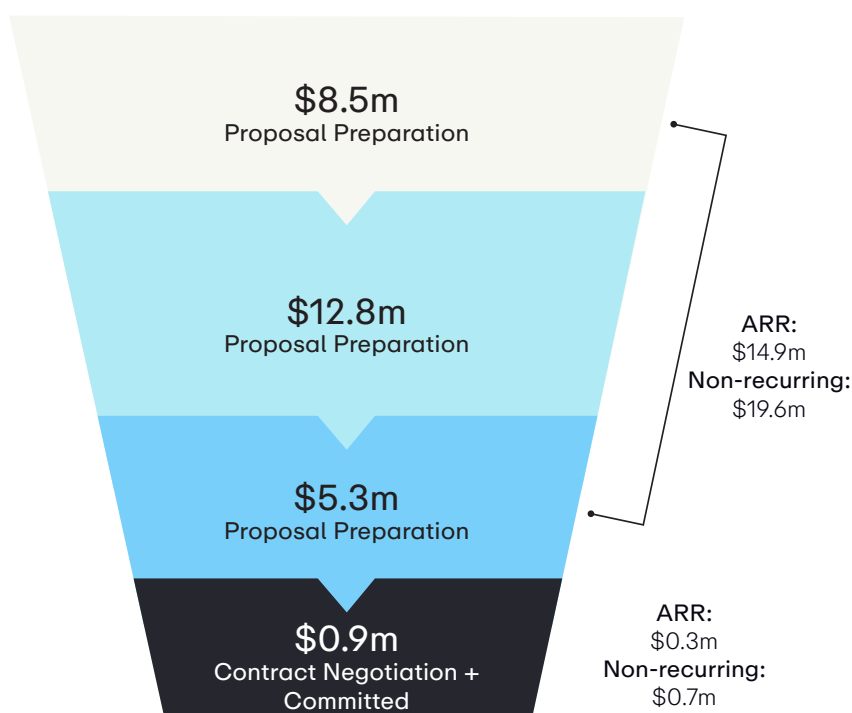 $8.5m
Proposal Preparation
$12.8m
Proposal Preparation
$5.3m
Proposal Preparation
ARR:
$14.9m
Non-recurring:
$19.6m
$0.9m
Contract Negotiation +
Committed
ARR:
$0.3m
Non-recurring:
$0.7m